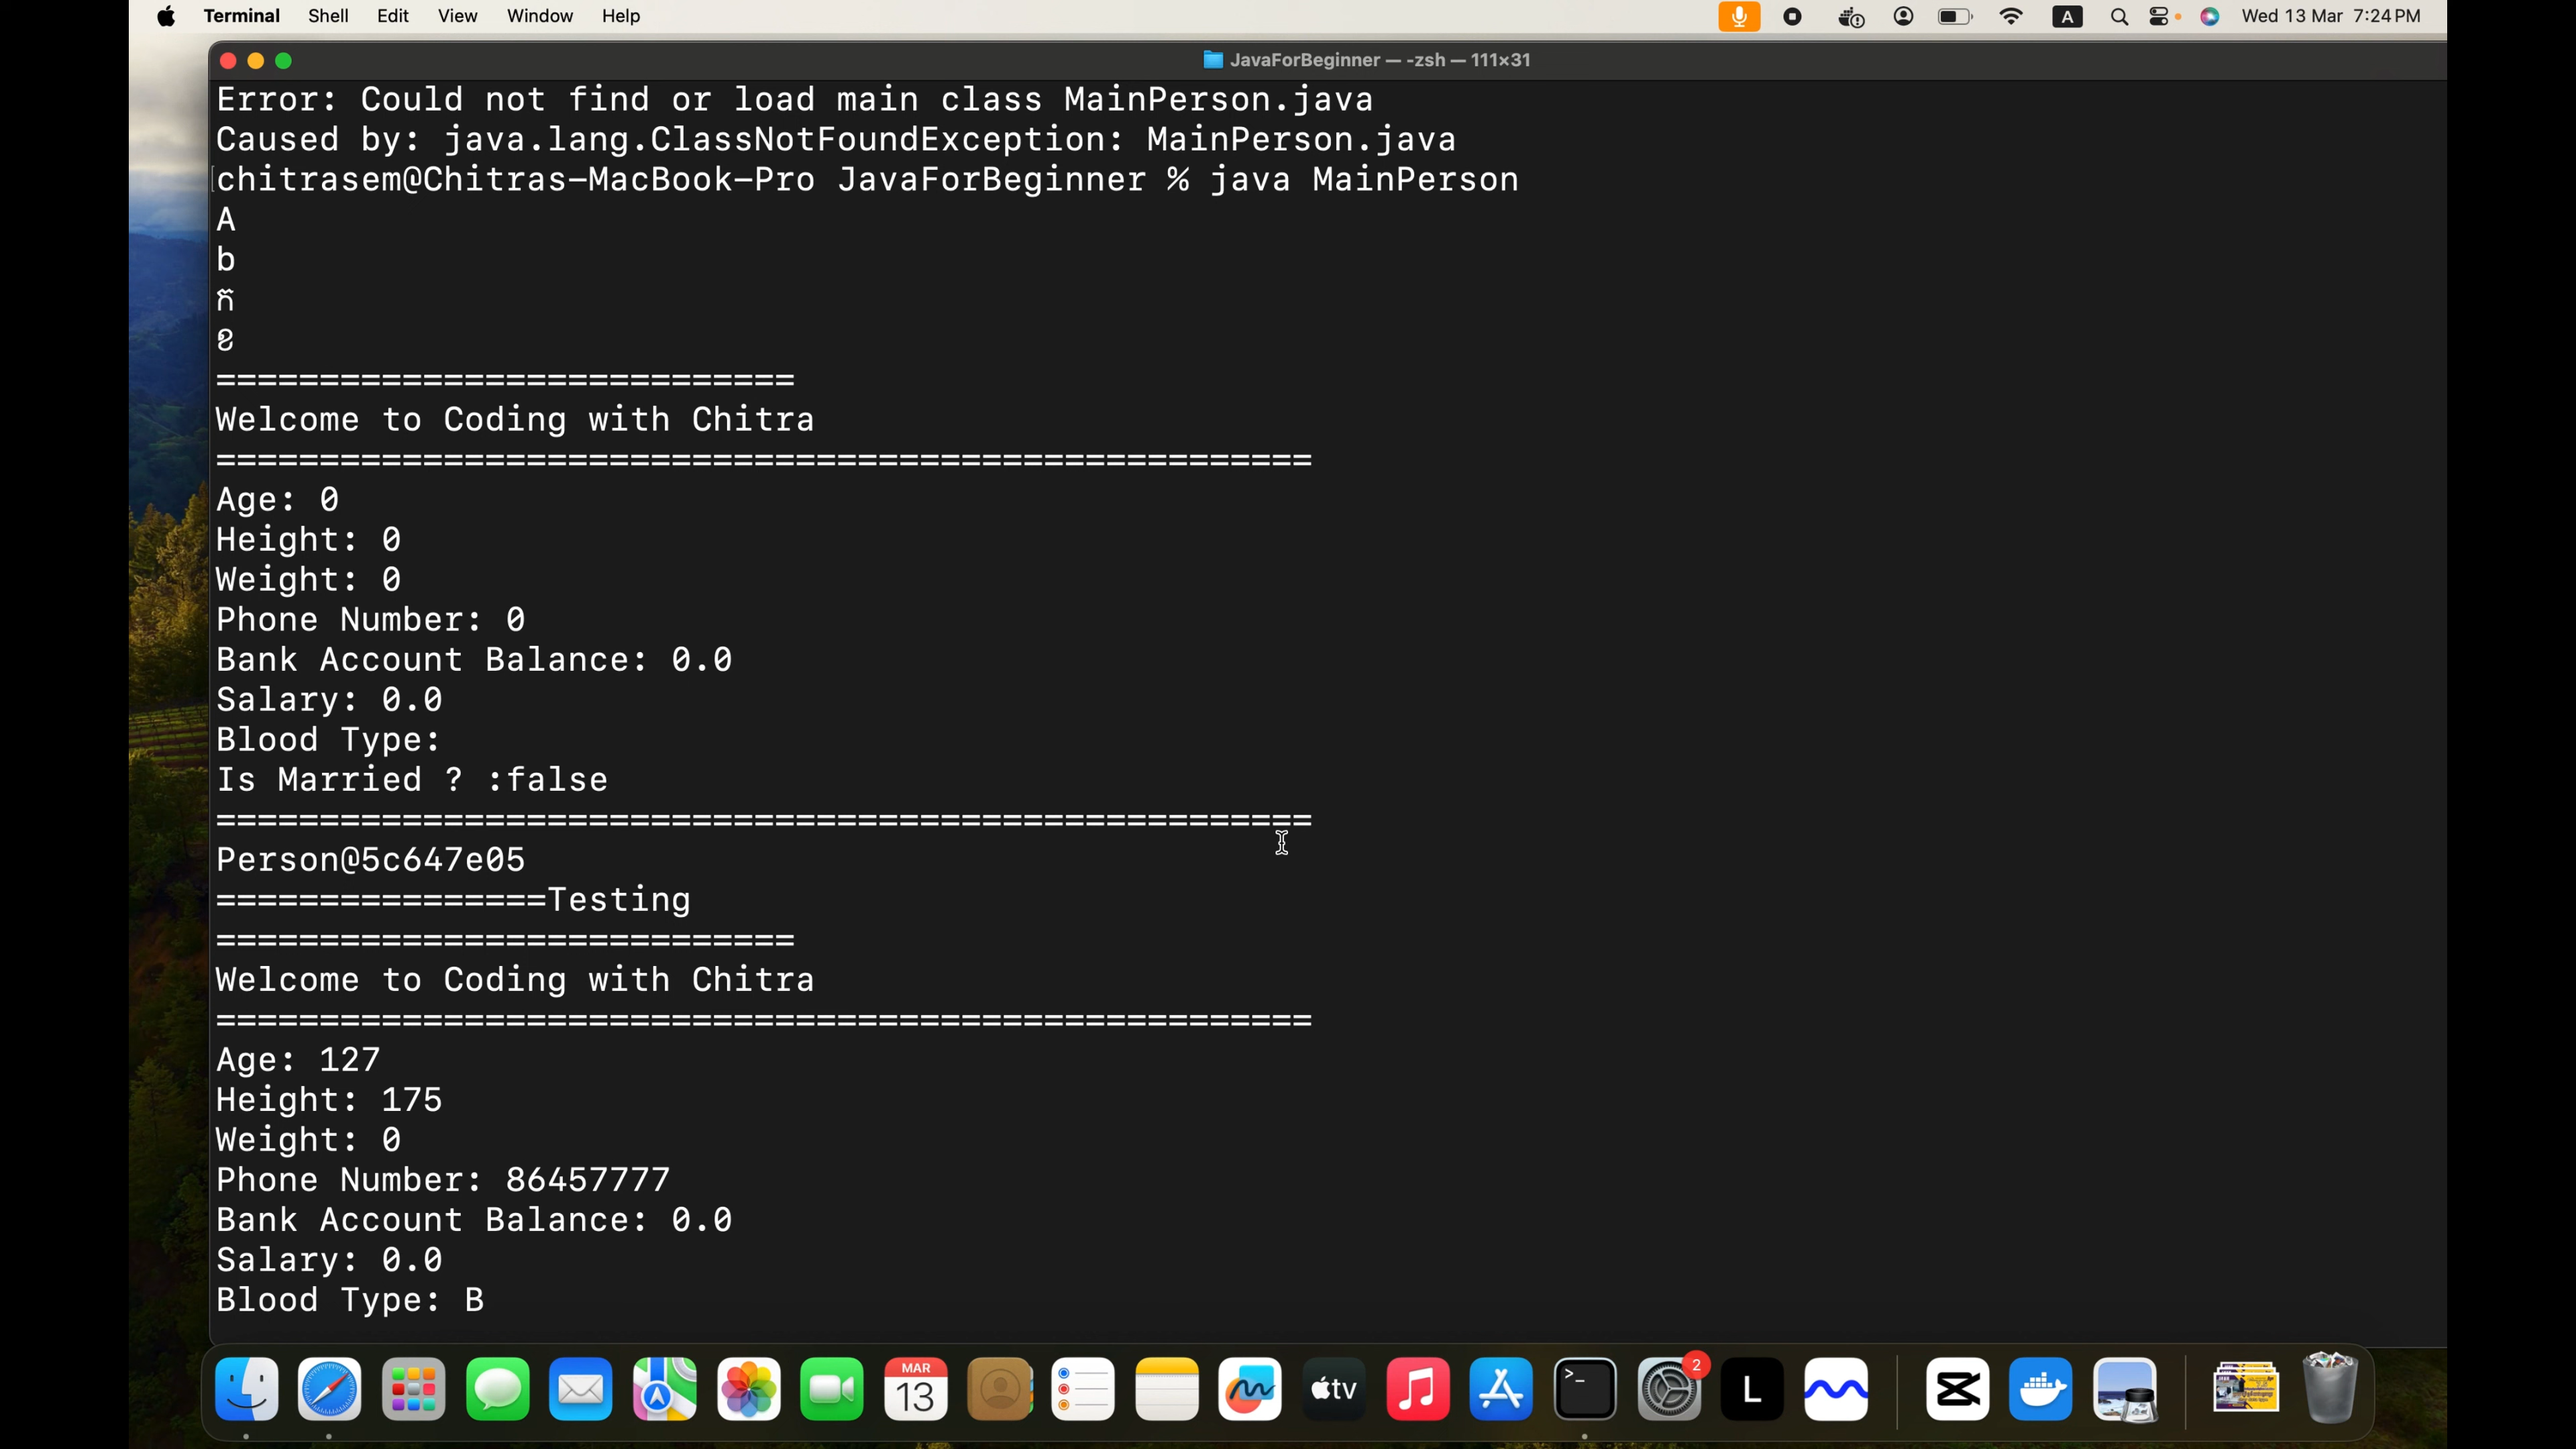 Terminal Shell Edit View Window Help A Wed 13 Mar 7:24 PM
JavaForBeginner — -zsh — 111×31
Error: Could not find or load main class MainPerson.java
Caused by: java.lang.ClassNotFoundException: MainPerson.java
chitrasem@Chitras-MacBook-Pro JavaForBeginner % java MainPerson
A
b
ក
ខ
============================
Welcome to Coding with Chitra
=====================================================
Age: 0
Height: 0
Weight: 0
Phone Number: 0
Bank Account Balance: 0.0
Salary: 0.0
Blood Type:
Is Married ? :false
=====================================================
Person@5c647e05
================Testing
============================
Welcome to Coding with Chitra
=====================================================
Age: 127
Height: 175
Weight: 0
Phone Number: 86457777
Bank Account Balance: 0.0
Salary: 0.0
Blood Type: B
MAR
13
tv
>_
2
L